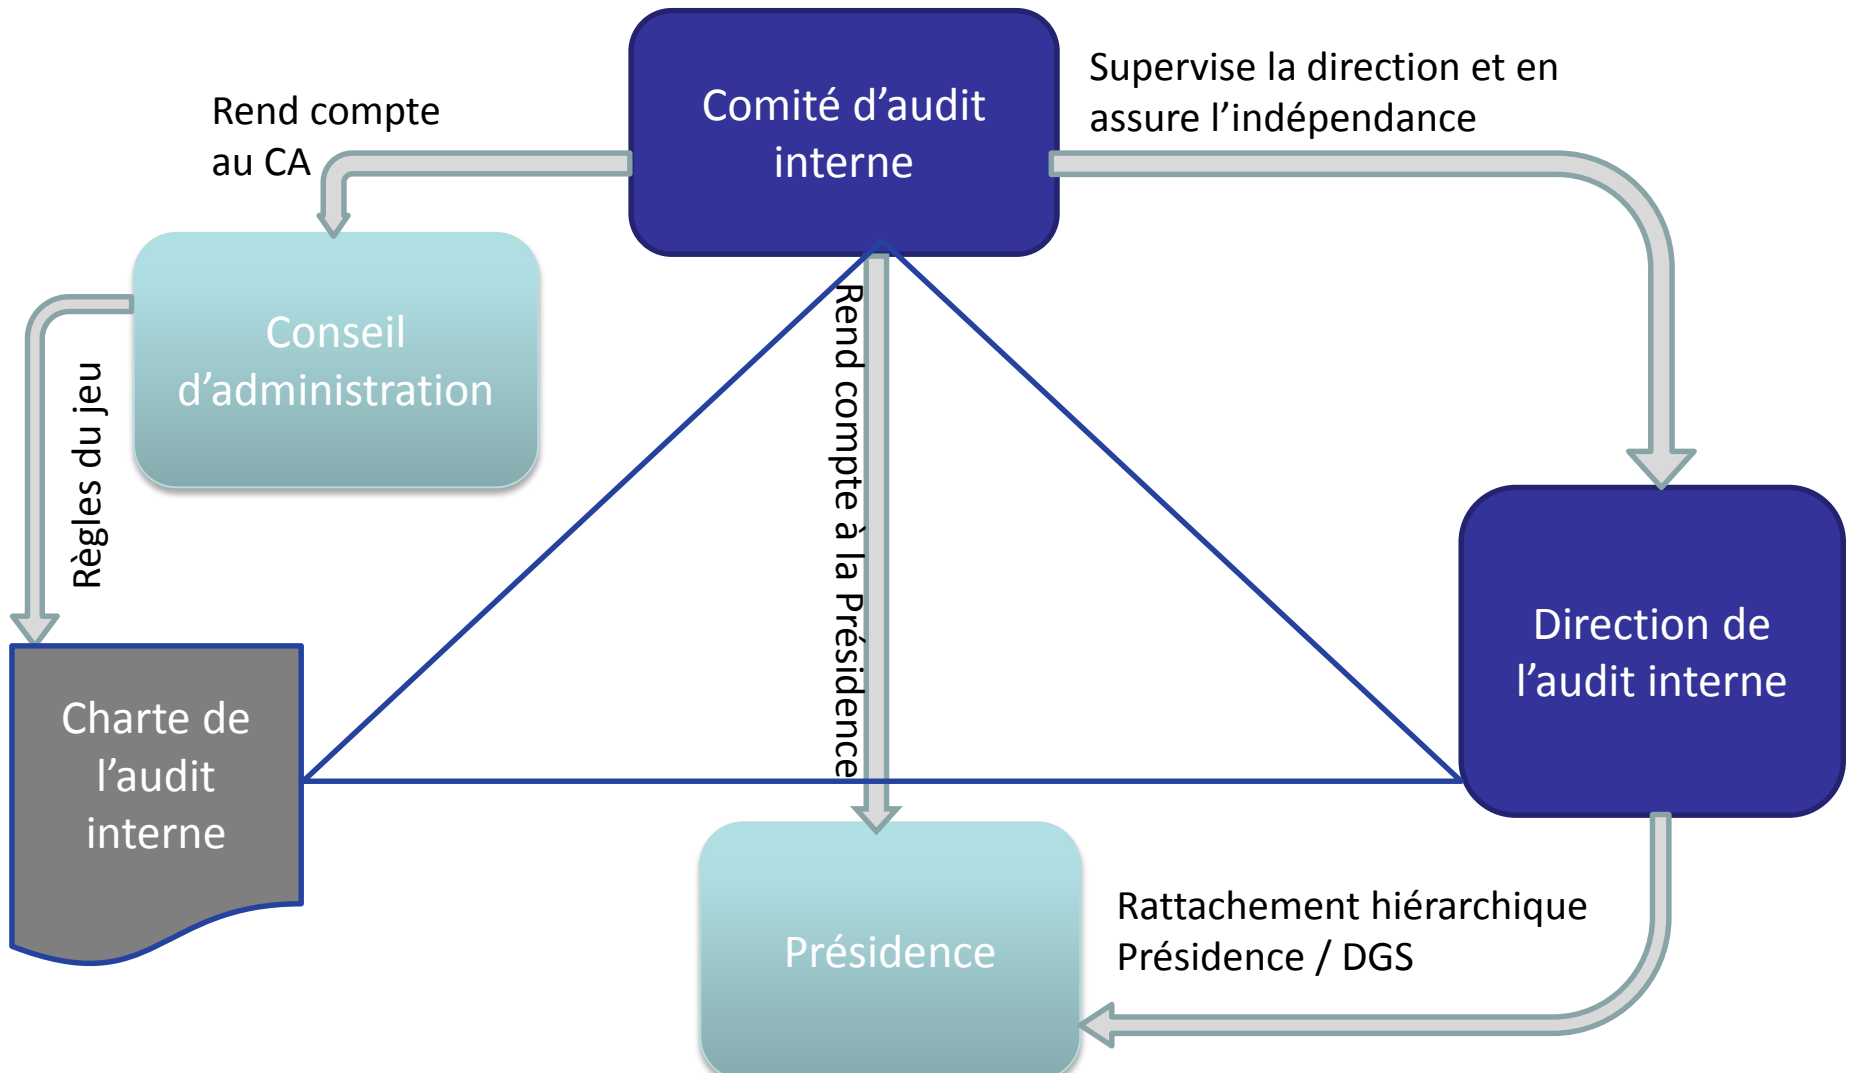 Comité d’audit
interne
Supervise la direction et en
assure l’indépendance
Rend compte
au CA
Conseil
d’administration
Règles du jeu
Rend compte à la Présidence
Charte de
l’audit
interne
Direction de
l’audit interne
Présidence
Rattachement hiérarchique
Présidence / DGS